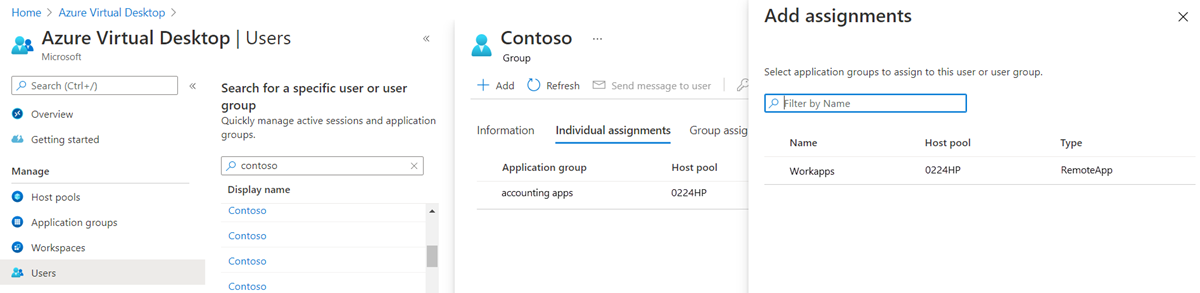 Home > Azure Virtual Desktop >
Azure Virtual Desktop | Users
Microsoft
Search (Ctrl+/)
Overview
Getting started
Manage
Host pools
Application groups
Workspaces
Users
Search for a specific user or user
group
Quickly manage active sessions and application
groups.
contoso
Display name
Contoso
Contoso
Contoso
Contoso
Contoso ...
Group
Add Refresh Send message to user
Information Individual assignments Group assig
Application group Host pool
accounting apps 0224HP
Add assignments
Select application groups to assign to this user or user group.
Filter by Name
Name Host pool Type
Workapps 0224HP RemoteApp